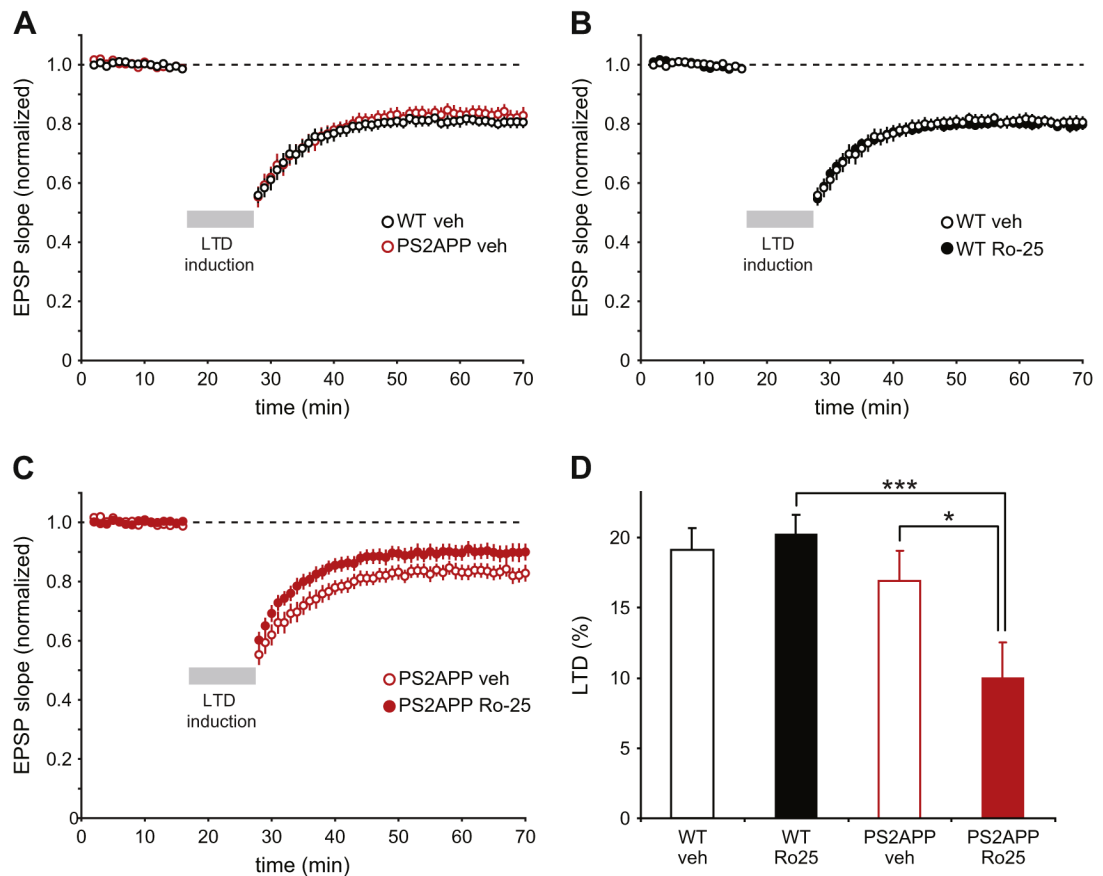 A
EPSP slope (normalized)
1.0
0.8
0.6
0.4
0.2
0
0 10 20 30 40 50 60 70
time (min)
LTD
induction
WT veh
PS2APP veh
B
EPSP slope (normalized)
1.0
0.8
0.6
0.4
0.2
0
0 10 20 30 40 50 60 70
time (min)
LTD
induction
WT veh
WT Ro-25
C
EPSP slope (normalized)
1.0
0.8
0.6
0.4
0.2
0
0 10 20 30 40 50 60 70
time (min)
LTD
induction
PS2APP veh
PS2APP Ro-25
D
LTD (%)
20
15
10
5
0
***
*
WT
veh
WT
Ro25
PS2APP
veh
PS2APP
Ro25